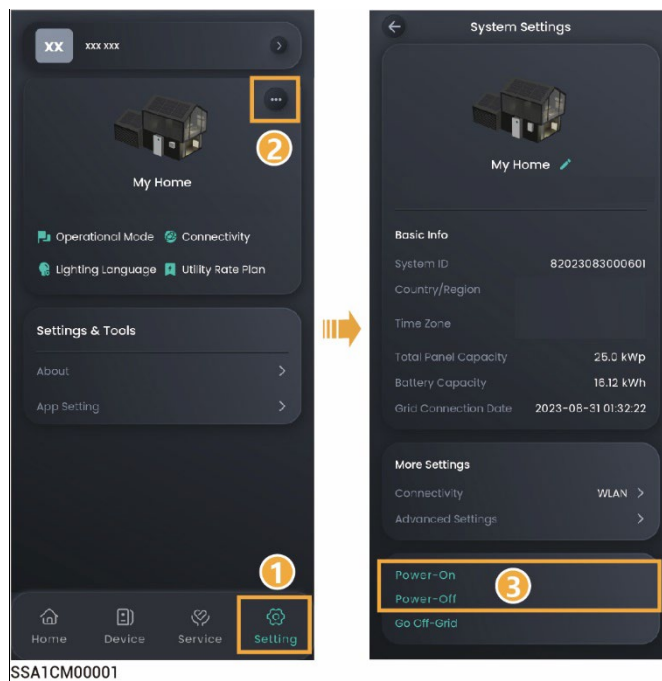 xx xxx xxx
...
2
My Home
Operational Mode Connectivity
Lighting Language Utility Rate Plan
Settings & Tools
About
App Setting
1
Home Device Service Setting
System Settings
My Home
Basic Info
System ID 82023083000601
Country/Region
Time Zone
Total Panel Capacity 25.0 kWp
Battery Capacity 16.12 kWh
Grid Connection Date 2023-08-31 01:32:22
More Settings
Connectivity WLAN
Advanced Settings
Power-On
3
Power-Off
Go Off-Grid
SSA1CM00001